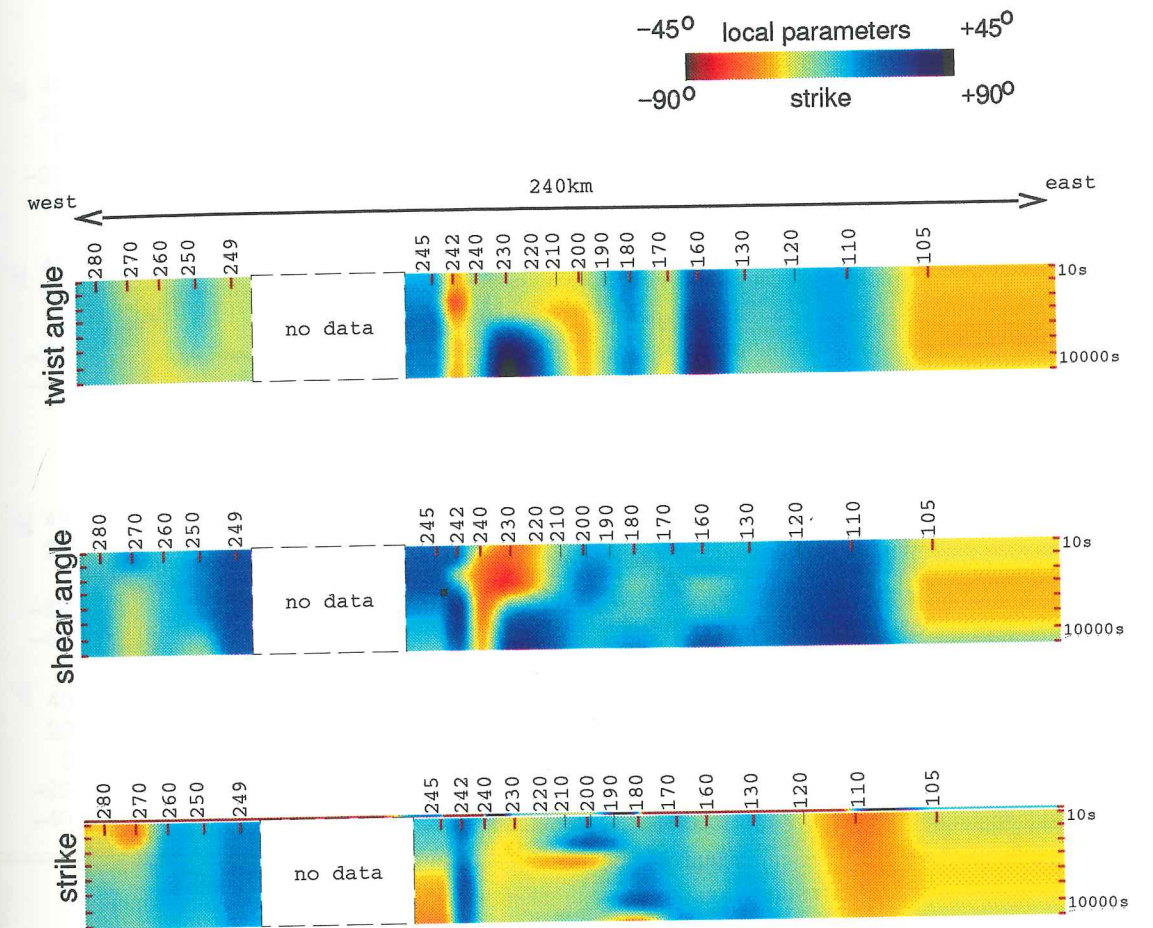 −45° local parameters +45°
−90° strike +90°
west 240km east
280 270 260 250 249 245 242 240 230 220 210 200 190 180 170 160 130 120 110 105
twist angle
no data
10s
10000s
280 270 260 250 249 245 242 240 230 220 210 200 190 180 170 160 130 120 110 105
shear angle
no data
10s
10000s
280 270 260 250 249 245 242 240 230 220 210 200 190 180 170 160 130 120 110 105
strike
no data
10s
10000s